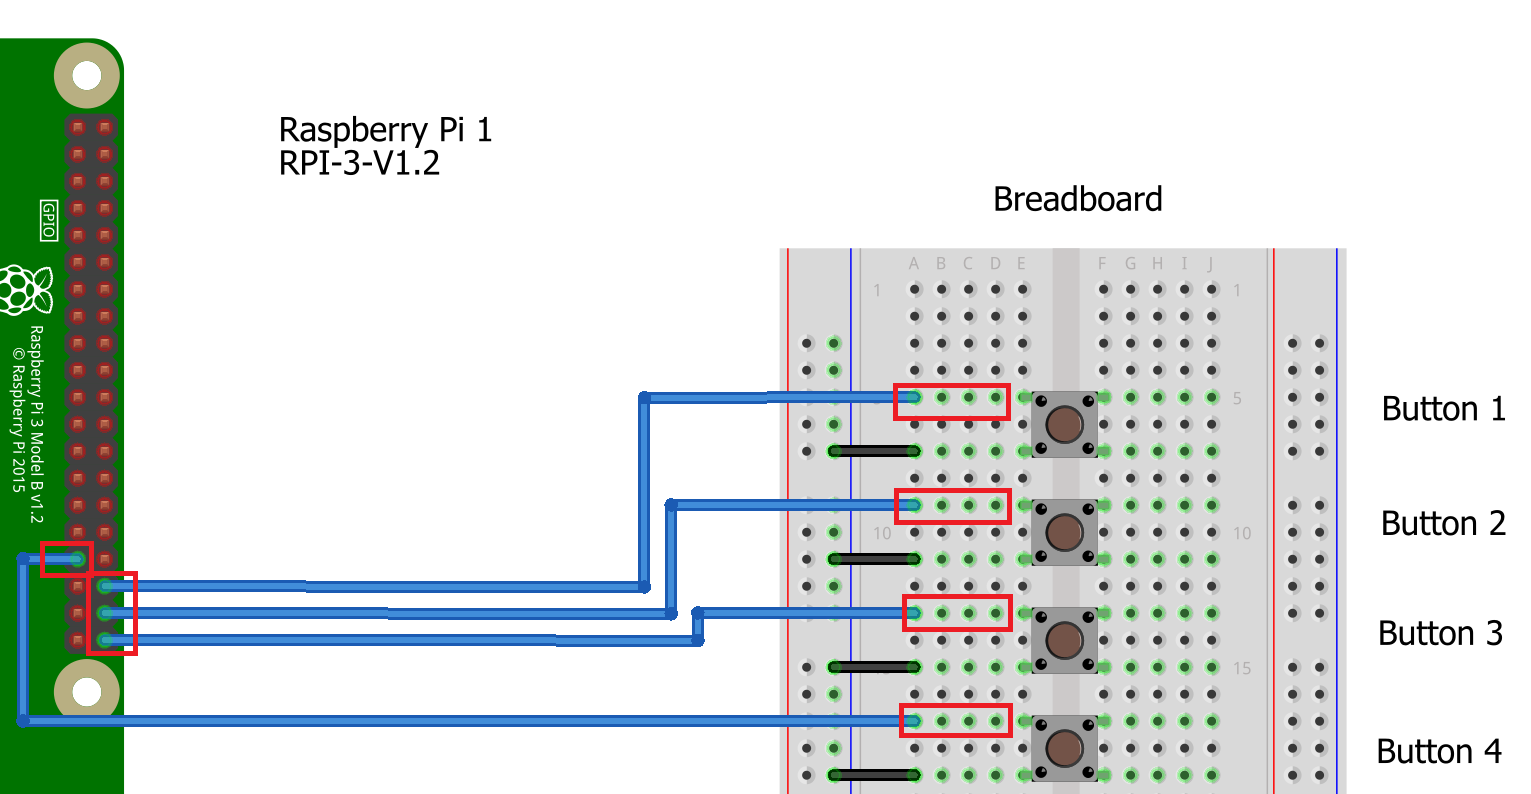 Raspberry Pi 1
RPI-3-V1.2
Breadboard
GPIO
Raspberry Pi 3 Model B v1.2
© Raspberry Pi 2015
A B C D E F G H I J
1 1
5
Button 1
10 10
Button 2
Button 3
15
Button 4